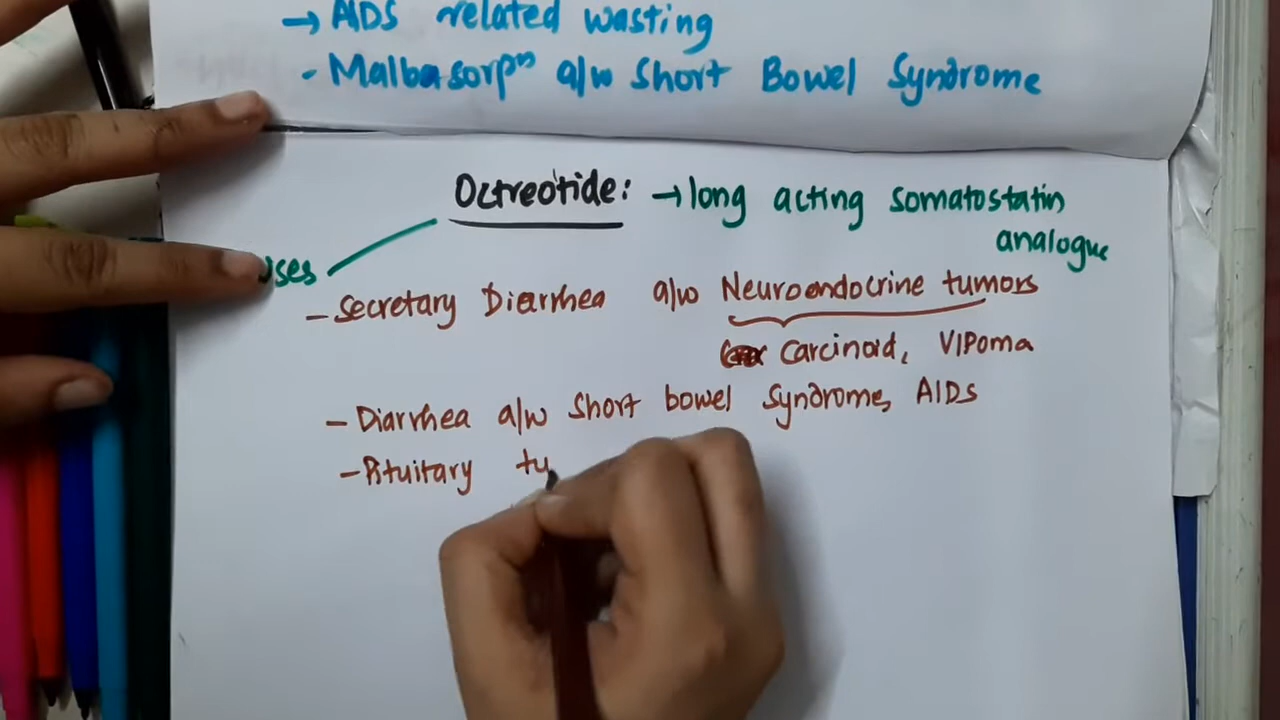 → AIDS related wasting
- Malbasorpⁿ a/w Short Bowel Syndrome
Octreotide: → long acting somatostatin
analogue
uses
- Secretary Diarrhea a/w Neuroendocrine tumors
Carcinoid, VIPoma
- Diarrhea a/w short bowel Syndrome, AIDS
- Pituitary tu